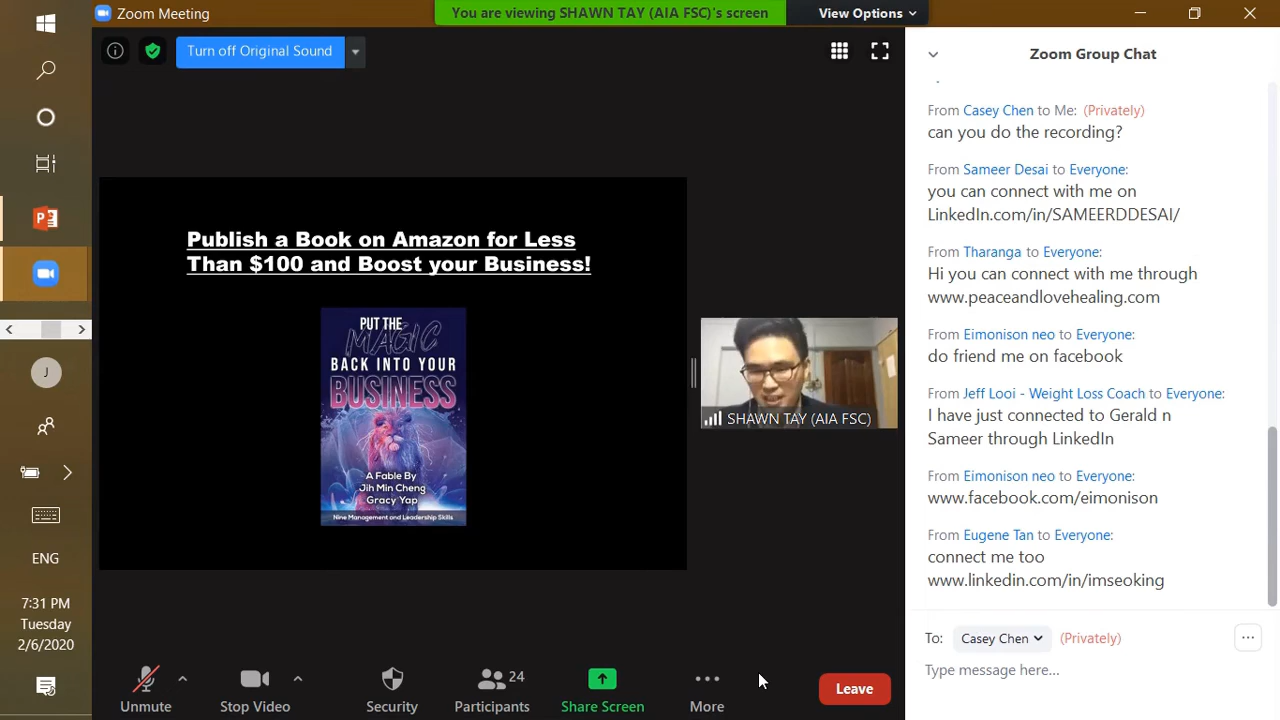 Zoom Meeting
You are viewing SHAWN TAY (AIA FSC)'s screen
View Options
Turn off Original Sound
Publish a Book on Amazon for Less
Than $100 and Boost your Business!
PUT THE
MAGIC
BACK INTO YOUR
BUSINESS
A Fable By
Jih Min Cheng
Gracy Yap
Nine Management and Leadership Skills
SHAWN TAY (AIA FSC)
Zoom Group Chat
From Casey Chen to Me: (Privately)
can you do the recording?
From Sameer Desai to Everyone:
you can connect with me on
LinkedIn.com/in/SAMEERDDESAI/
From Tharanga to Everyone:
Hi you can connect with me through
www.peaceandlovehealing.com
From Eimonison neo to Everyone:
do friend me on facebook
From Jeff Looi - Weight Loss Coach to Everyone:
I have just connected to Gerald n
Sameer through LinkedIn
From Eimonison neo to Everyone:
www.facebook.com/eimonison
From Eugene Tan to Everyone:
connect me too
www.linkedin.com/in/imseoking
To: Casey Chen (Privately)
Type message here...
J
ENG
7:31 PM
Tuesday
2/6/2020
Unmute
Stop Video
Security
24
Participants
Share Screen
More
Leave